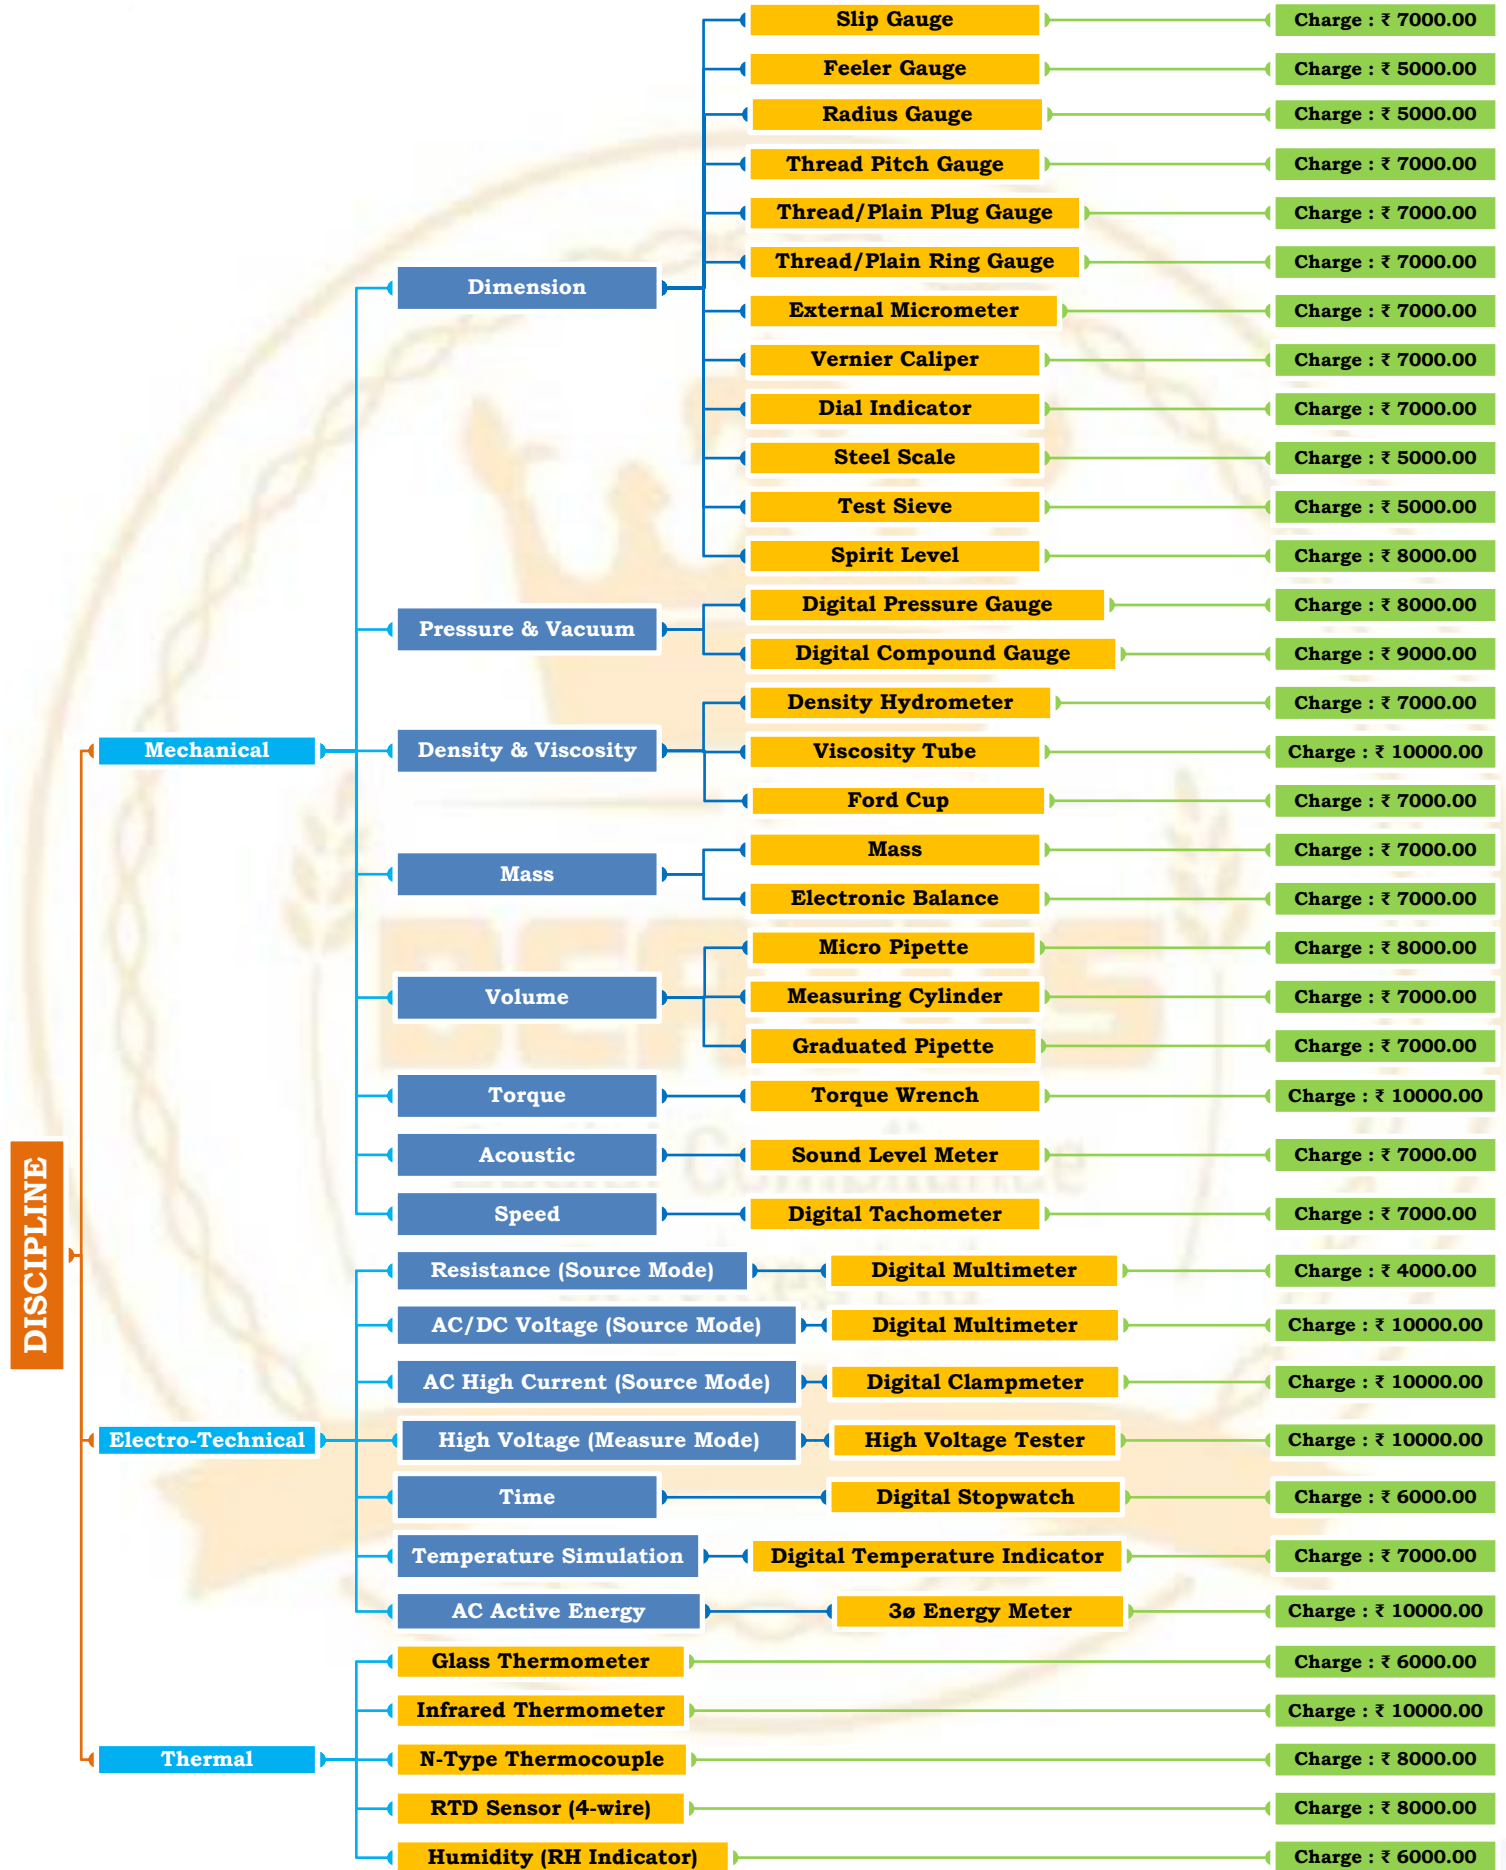 Slip Gauge Charge : ₹ 7000.00
Feeler Gauge Charge : ₹ 5000.00
Radius Gauge Charge : ₹ 5000.00
Thread Pitch Gauge Charge : ₹ 7000.00
Thread/Plain Plug Gauge Charge : ₹ 7000.00
Thread/Plain Ring Gauge Charge : ₹ 7000.00
Dimension
External Micrometer Charge : ₹ 7000.00
Vernier Caliper Charge : ₹ 7000.00
Dial Indicator Charge : ₹ 7000.00
Steel Scale Charge : ₹ 5000.00
Test Sieve Charge : ₹ 5000.00
Spirit Level Charge : ₹ 8000.00
Digital Pressure Gauge Charge : ₹ 8000.00
Pressure & Vacuum
Digital Compound Gauge Charge : ₹ 9000.00
Density Hydrometer Charge : ₹ 7000.00
Mechanical Density & Viscosity Viscosity Tube Charge : ₹ 10000.00
Ford Cup Charge : ₹ 7000.00
Mass Charge : ₹ 7000.00
Mass
Electronic Balance Charge : ₹ 7000.00
Micro Pipette Charge : ₹ 8000.00
Volume Measuring Cylinder Charge : ₹ 7000.00
Graduated Pipette Charge : ₹ 7000.00
Torque Torque Wrench Charge : ₹ 10000.00
Acoustic Sound Level Meter Charge : ₹ 7000.00
Speed Digital Tachometer Charge : ₹ 7000.00
DISCIPLINE
Resistance (Source Mode) Digital Multimeter Charge : ₹ 4000.00
AC/DC Voltage (Source Mode) Digital Multimeter Charge : ₹ 10000.00
AC High Current (Source Mode) Digital Clampmeter Charge : ₹ 10000.00
Electro-Technical High Voltage (Measure Mode) High Voltage Tester Charge : ₹ 10000.00
Time Digital Stopwatch Charge : ₹ 6000.00
Temperature Simulation Digital Temperature Indicator Charge : ₹ 7000.00
AC Active Energy 3ø Energy Meter Charge : ₹ 10000.00
Glass Thermometer Charge : ₹ 6000.00
Infrared Thermometer Charge : ₹ 10000.00
Thermal N-Type Thermocouple Charge : ₹ 8000.00
RTD Sensor (4-wire) Charge : ₹ 8000.00
Humidity (RH Indicator) Charge : ₹ 6000.00